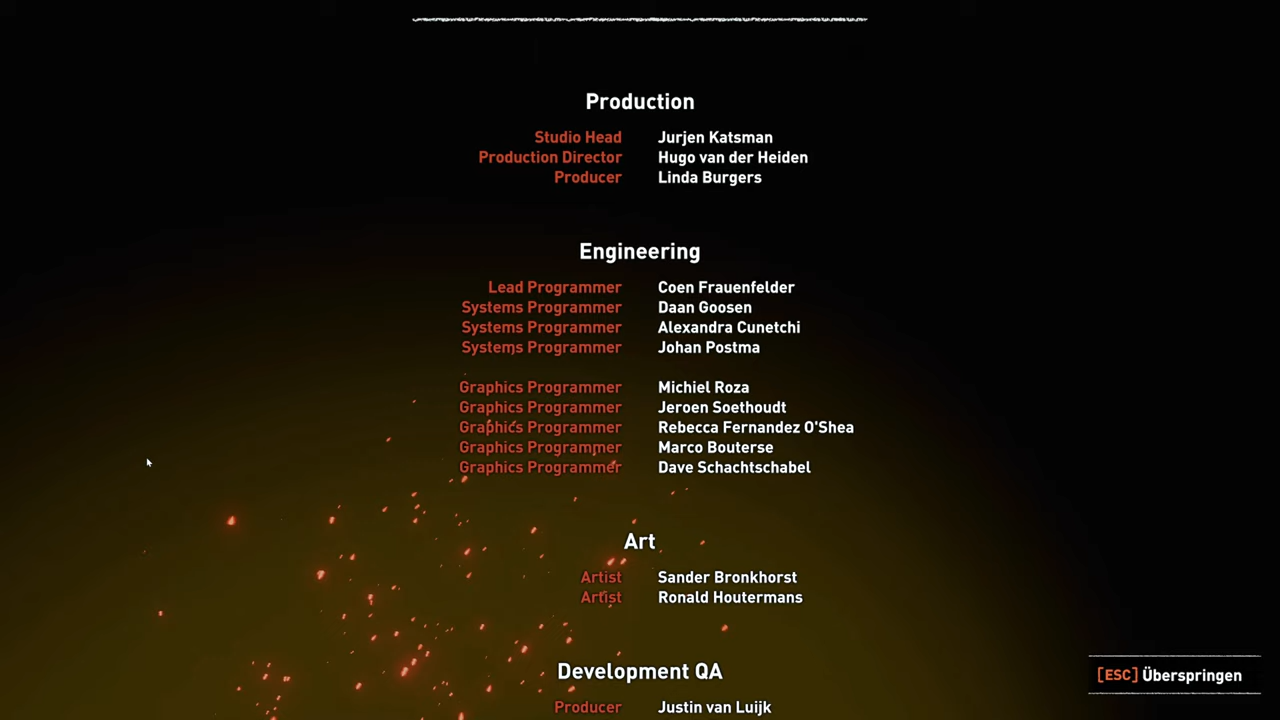 Production
Studio Head Jurjen Katsman
Production Director Hugo van der Heiden
Producer Linda Burgers
Engineering
Lead Programmer Coen Frauenfelder
Systems Programmer Daan Goosen
Systems Programmer Alexandra Cunetchi
Systems Programmer Johan Postma
Graphics Programmer Michiel Roza
Graphics Programmer Jeroen Soethoudt
Graphics Programmer Rebecca Fernandez O'Shea
Graphics Programmer Marco Bouterse
Graphics Programmer Dave Schachtschabel
Art
Artist Sander Bronkhorst
Artist Ronald Houtermans
Development QA
Producer Justin van Luijk
[ESC] Überspringen